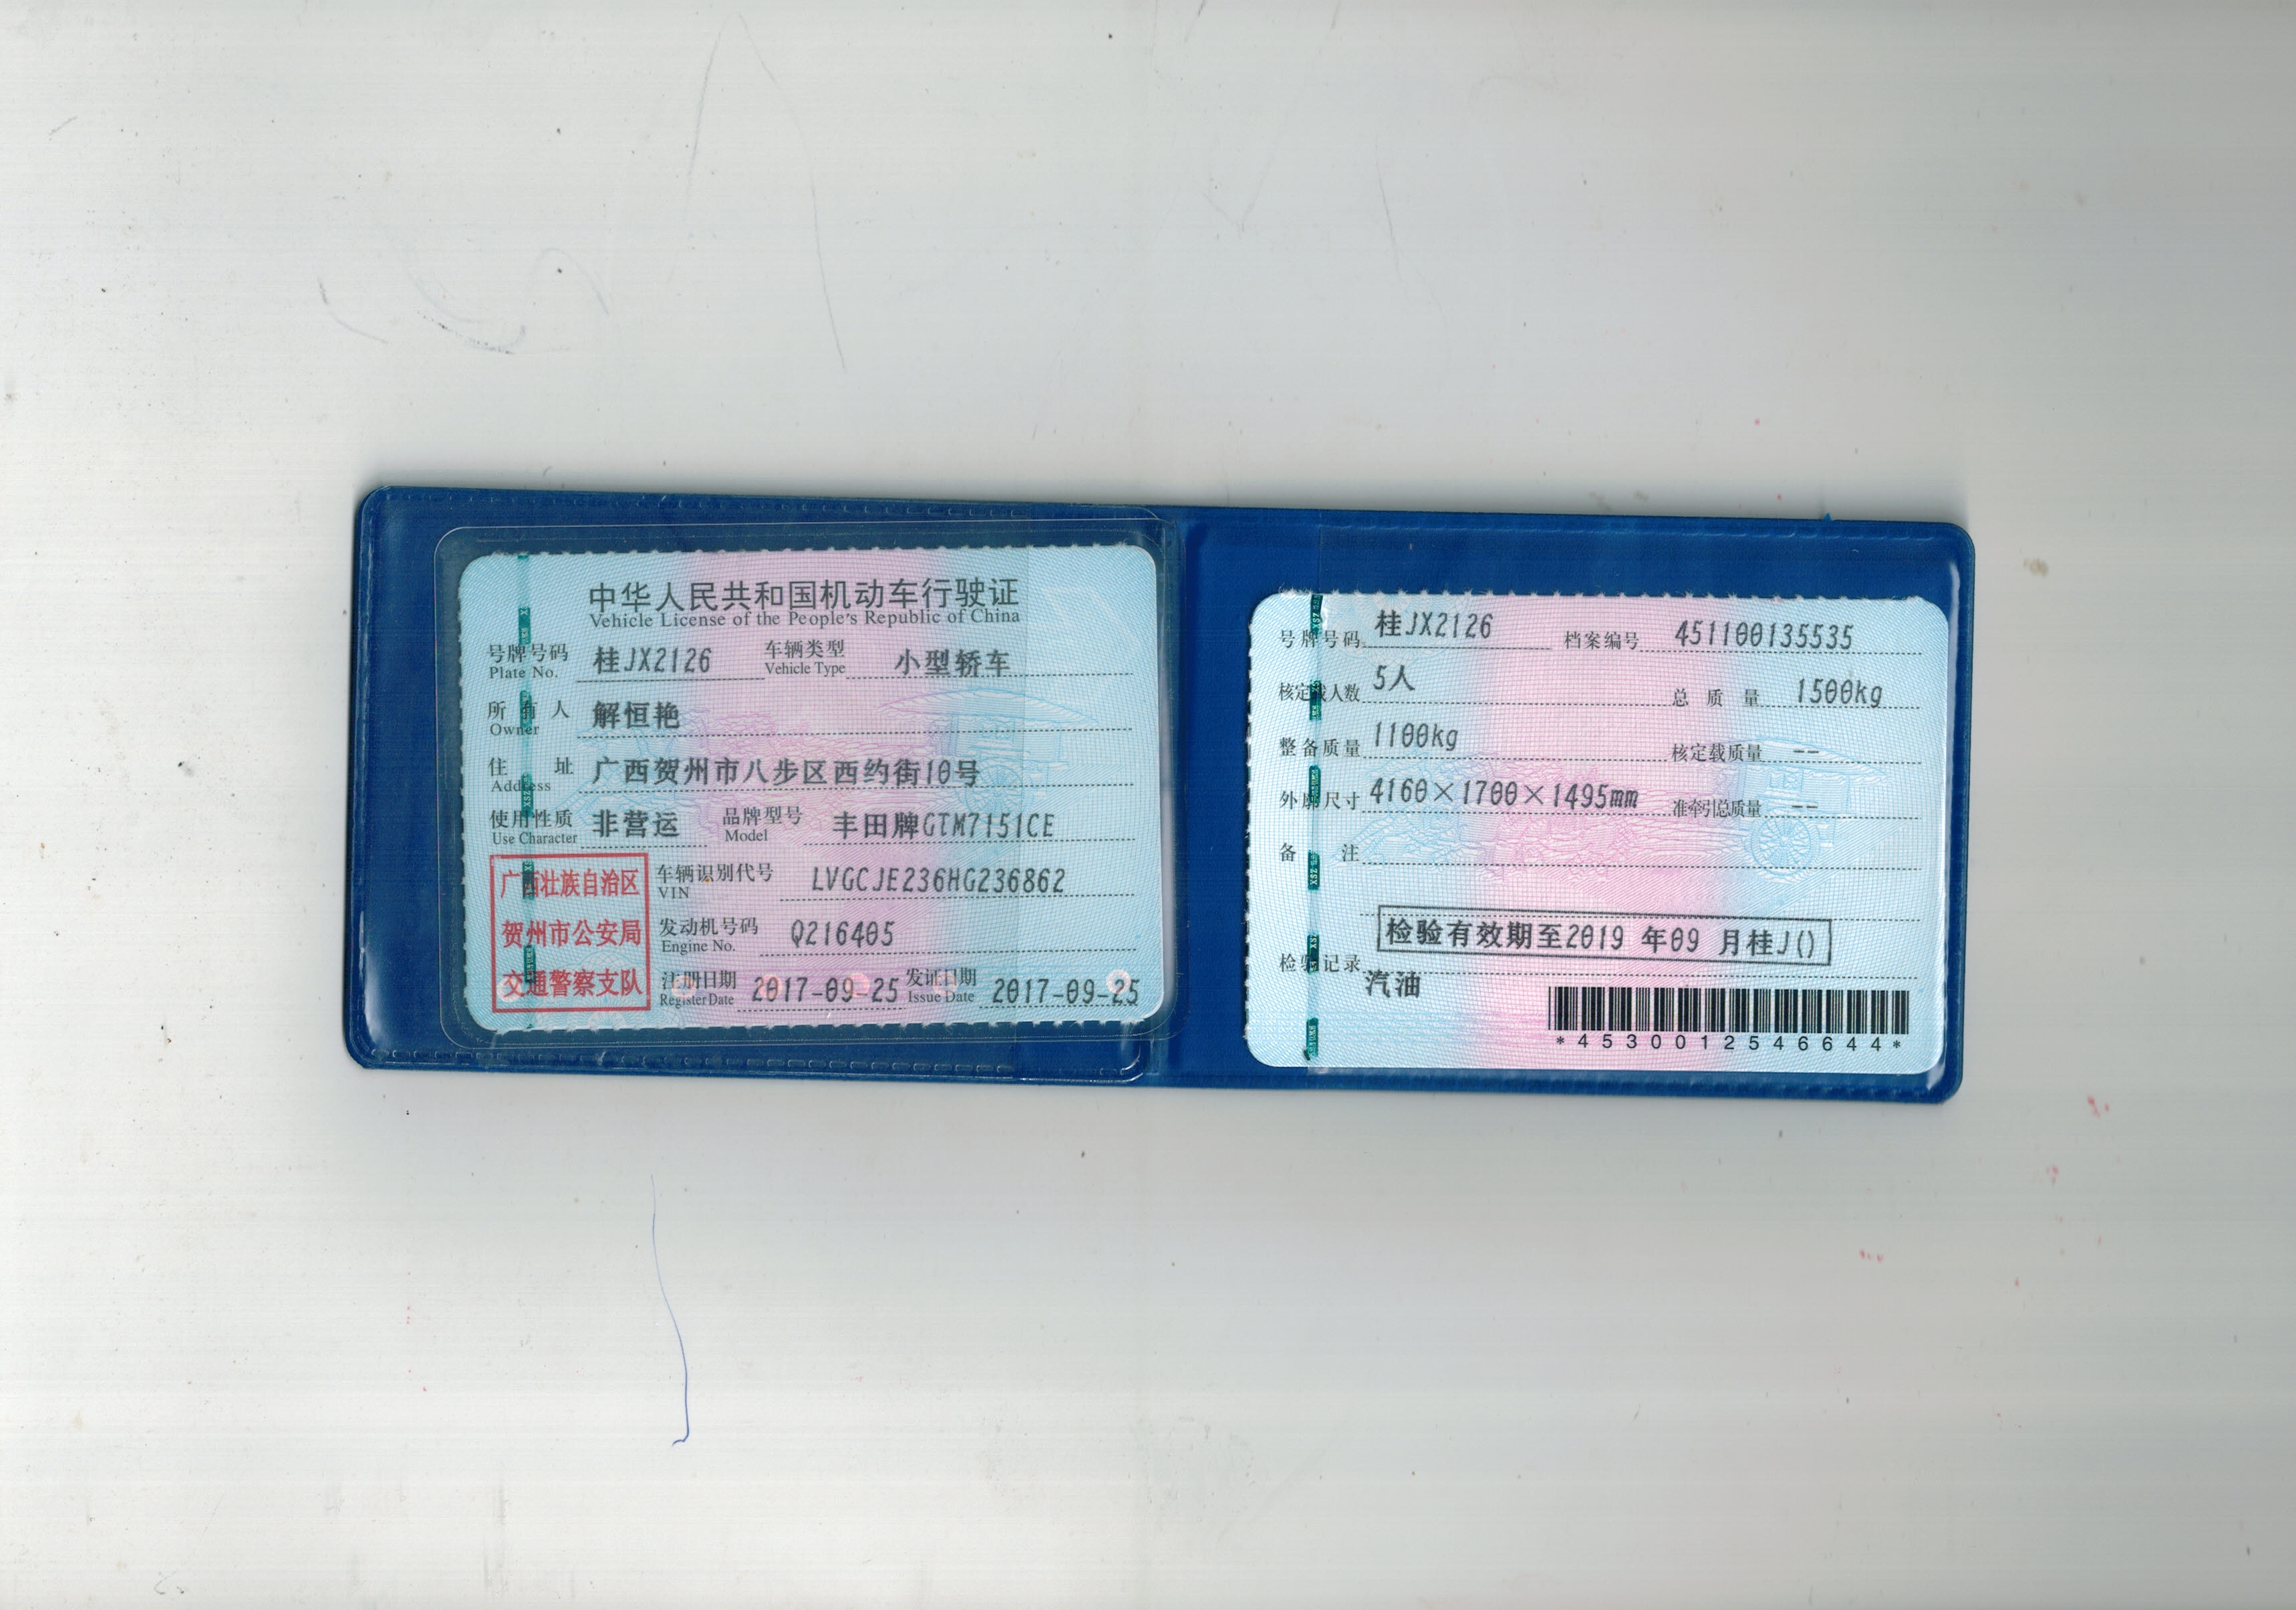 中华人民共和国机动车行驶证
Vehicle License of the People's Republic of China
号牌号码 桂JX2126 车辆类型 小型轿车
Plate No. Vehicle Type
所有人 解恒艳
Owner
住址 广西贺州市八步区西约街10号
Address
使用性质 非营运 品牌型号 丰田牌GTM7151CE
Use Character Model
广西壮族自治区
贺州市公安局
交通警察支队
车辆识别代号 LVGCJE236HG236862
VIN
发动机号码 Q216405
Engine No.
注册日期 2017-09-25 发证日期 2017-09-25
Register Date Issue Date
号牌号码 桂JX2126 档案编号 451100135535
核定载人数 5人 总质量 1500kg
整备质量 1100kg 核定载质量 --
外廓尺寸 4160×1700×1495mm 准牵引总质量 --
备注
检验有效期至2019 年09 月桂J()
检验记录
汽油
*4530012546644*